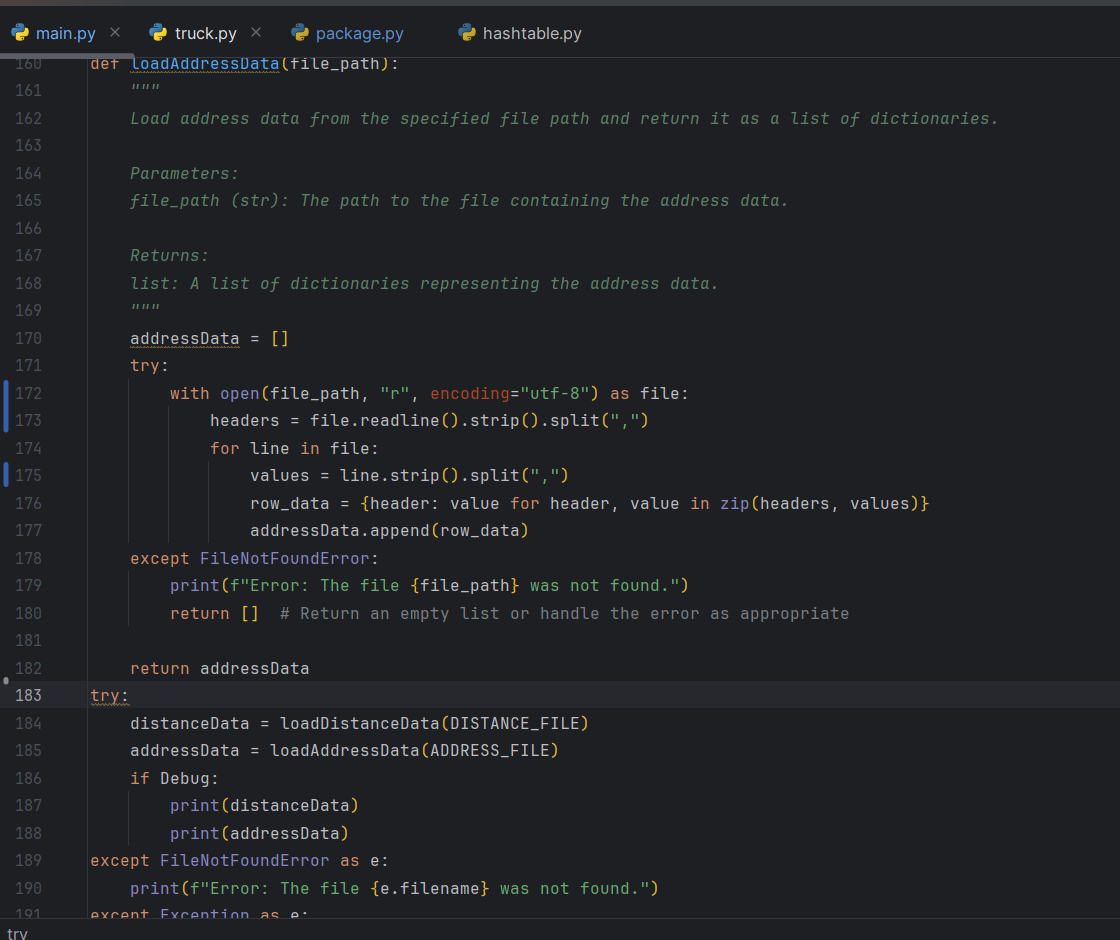 main.py
truck.py
package.py
hashtable.py
160 def loadAddressData(file_path):
161 """
162 Load address data from the specified file path and return it as a list of dictionaries.
163
164 Parameters:
165 file_path (str): The path to the file containing the address data.
166
167 Returns:
168 list: A list of dictionaries representing the address data.
169 """
170 addressData = []
171 try:
172 with open(file_path, "r", encoding="utf-8") as file:
173 headers = file.readline().strip().split(",")
174 for line in file:
175 values = line.strip().split(",")
176 row_data = {header: value for header, value in zip(headers, values)}
177 addressData.append(row_data)
178 except FileNotFoundError:
179 print(f"Error: The file {file_path} was not found.")
180 return [] # Return an empty list or handle the error as appropriate
181
182 return addressData
183 try:
184 distanceData = loadDistanceData(DISTANCE_FILE)
185 addressData = loadAddressData(ADDRESS_FILE)
186 if Debug:
187 print(distanceData)
188 print(addressData)
189 except FileNotFoundError as e:
190 print(f"Error: The file {e.filename} was not found.")
191 except Exception as e:
try